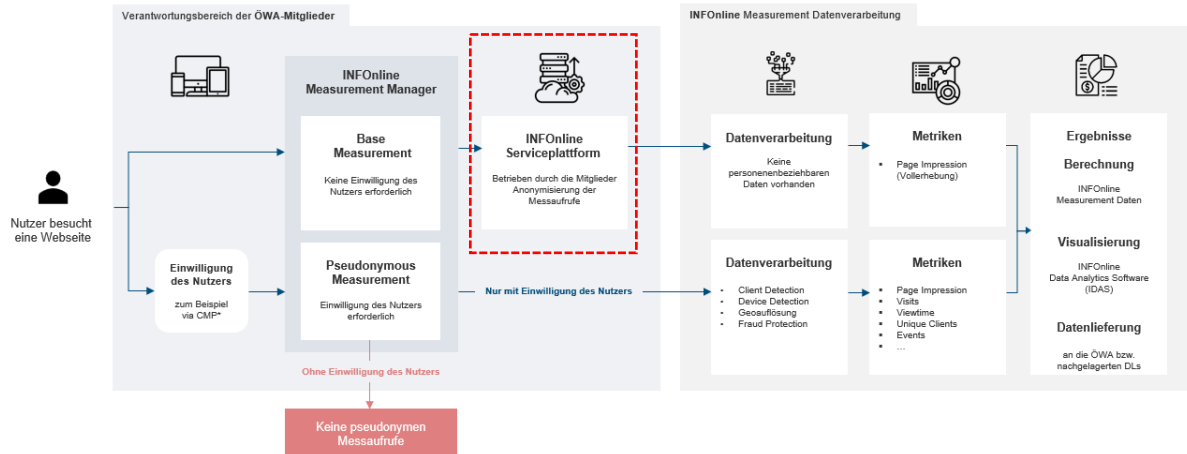 Verantwortungsbereich der ÖWA-Mitglieder
INFOnline Measurement Datenverarbeitung
Nutzer besucht
eine Webseite
Einwilligung
des Nutzers
zum Beispiel
via CMP*
INFOnline
Measurement Manager
Base
Measurement
Keine Einwilligung des
Nutzers erforderlich
Pseudonymous
Measurement
Einwilligung des Nutzers
erforderlich
INFOnline
Serviceplattform
Betrieben durch die Mitglieder
Anonymisierung der
Messaufrufe
Nur mit Einwilligung des Nutzers
Ohne Einwilligung des Nutzers
Keine pseudonymen
Messaufrufe
Datenverarbeitung
Keine
personenenbeziehbaren
Daten vorhanden
Metriken
▪ Page Impression
(Vollerhebung)
Datenverarbeitung
• Client Detection
• Device Detection
• Geoauflösung
• Fraud Protection
Metriken
▪ Page Impression
▪ Visits
▪ Viewtime
▪ Unique Clients
▪ Events
▪ ...
Ergebnisse
Berechnung
INFOnline
Measurement Daten
Visualisierung
INFOnline
Data Analytics Software
(IDAS)
Datenlieferung
an die ÖWA bzw.
nachgelagerten DLs